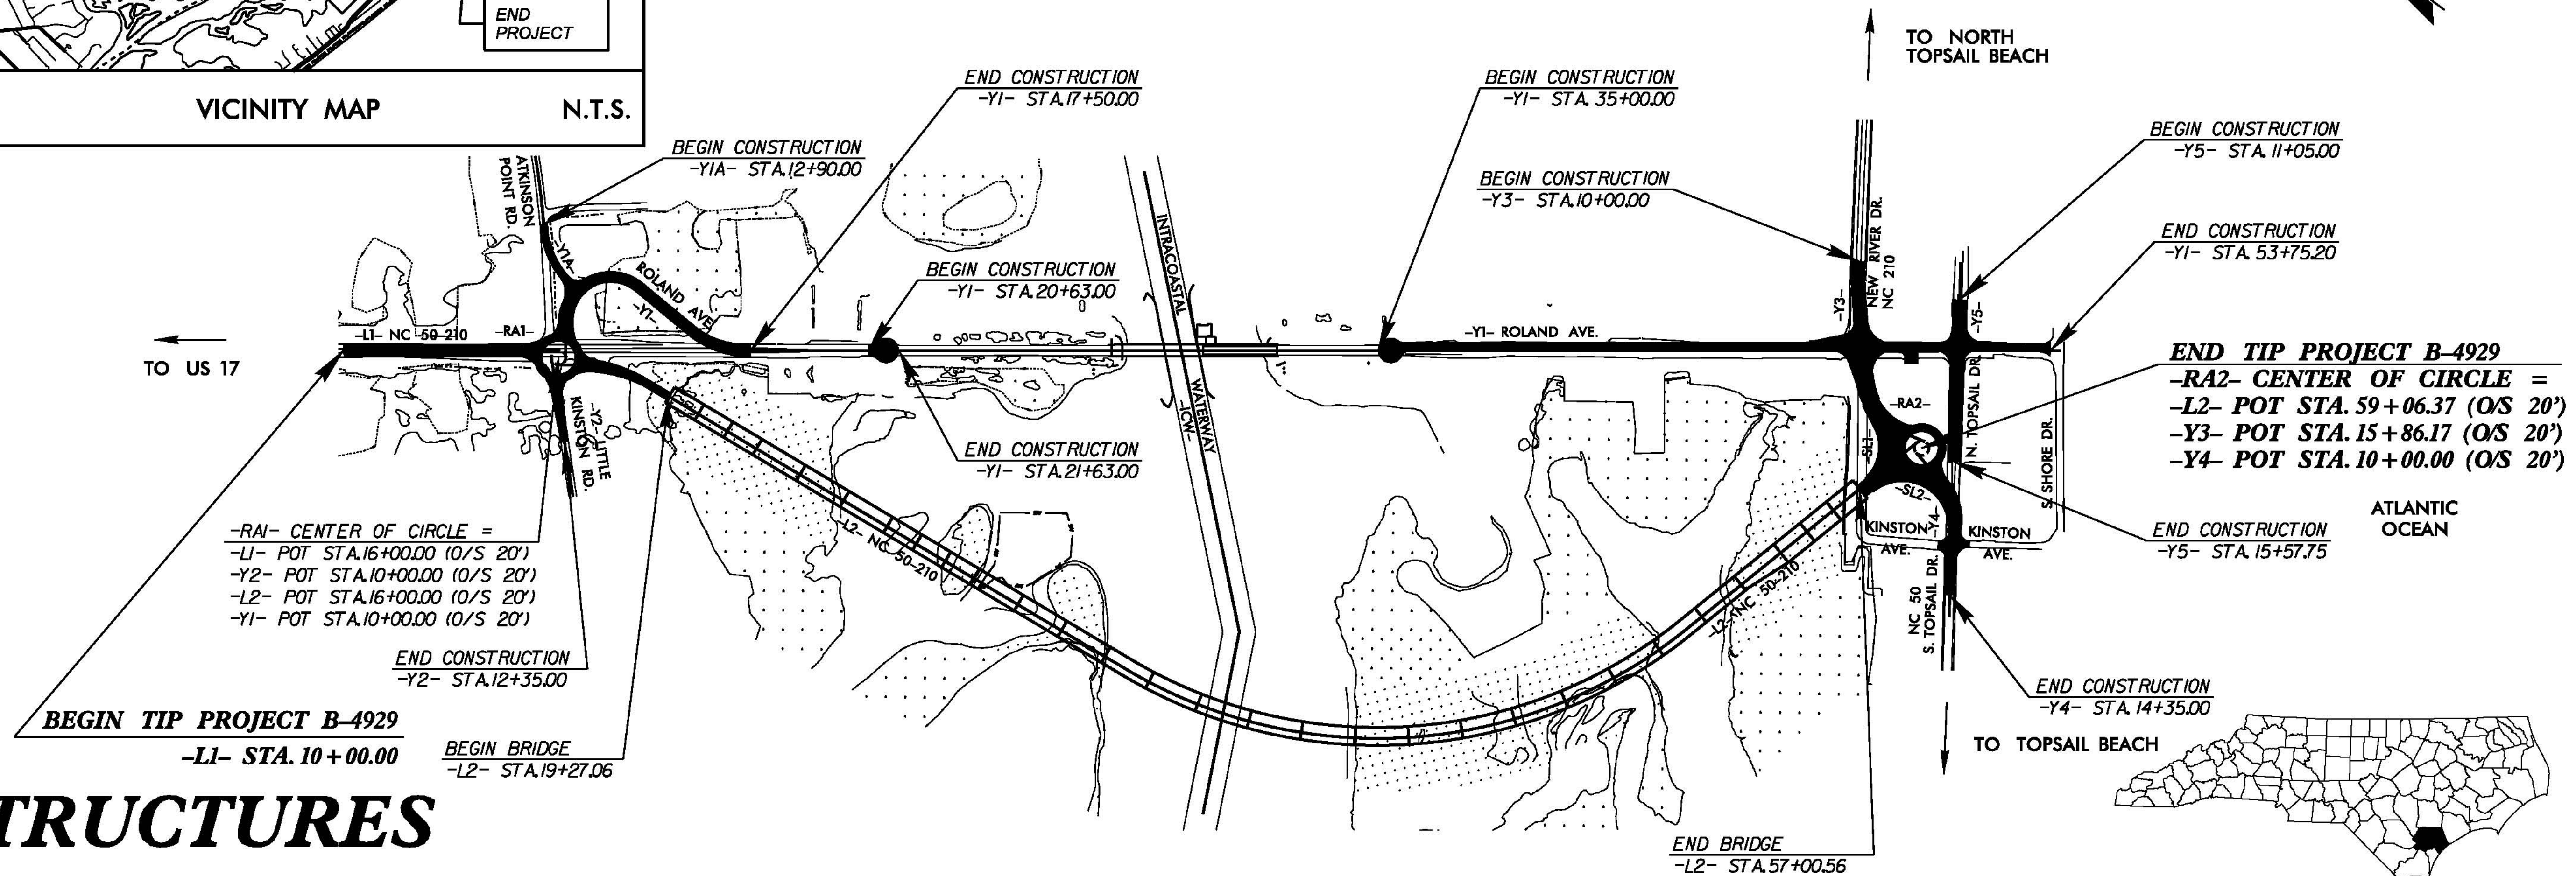 END
PROJECT
VICINITY MAP
N.T.S.
TO NORTH
TOPSAIL BEACH
END CONSTRUCTION
-Y1- STA. 17+50.00
BEGIN CONSTRUCTION
-Y1- STA. 35+00.00
BEGIN CONSTRUCTION
-Y5- STA. 11+05.00
BEGIN CONSTRUCTION
-Y1A- STA. 12+90.00
ATKINSON
POINT RD.
BEGIN CONSTRUCTION
-Y3- STA. 10+00.00
INTRACOASTAL
WATERWAY
-ICW-
NEW RIVER DR.
NC 210
-Y3-
END CONSTRUCTION
-Y1- STA. 53+75.20
-Y1A-
ROLAND AVE.
-Y1-
BEGIN CONSTRUCTION
-Y1- STA. 20+63.00
-Y5-
-L1- NC 50-210
-RA1-
-Y1- ROLAND AVE.
TO US 17
END TIP PROJECT B-4929
-RA2- CENTER OF CIRCLE =
-L2- POT STA. 59+06.37 (O/S 20')
-Y3- POT STA. 15+86.17 (O/S 20')
-Y4- POT STA. 10+00.00 (O/S 20')
-RA2-
N. TOPSAIL DR.
S. SHORE DR.
-SL1-
-SL2-
-Y2- LITTLE
KINSTON RD.
END CONSTRUCTION
-Y1- STA. 21+63.00
ATLANTIC
OCEAN
-L2- NC 50-210
-L2- NC 50-210
KINSTON
AVE.
-Y4-
KINSTON
AVE.
END CONSTRUCTION
-Y5- STA. 15+57.75
-RA1- CENTER OF CIRCLE =
-L1- POT STA. 16+00.00 (O/S 20')
-Y2- POT STA. 10+00.00 (O/S 20')
-L2- POT STA. 16+00.00 (O/S 20')
-Y1- POT STA. 10+00.00 (O/S 20')
NC 50
S. TOPSAIL DR.
END CONSTRUCTION
-Y2- STA. 12+35.00
END CONSTRUCTION
-Y4- STA. 14+35.00
BEGIN TIP PROJECT B-4929
-L1- STA. 10+00.00
BEGIN BRIDGE
-L2- STA. 19+27.06
TO TOPSAIL BEACH
TRUCTURES
END BRIDGE
-L2- STA. 57+00.56